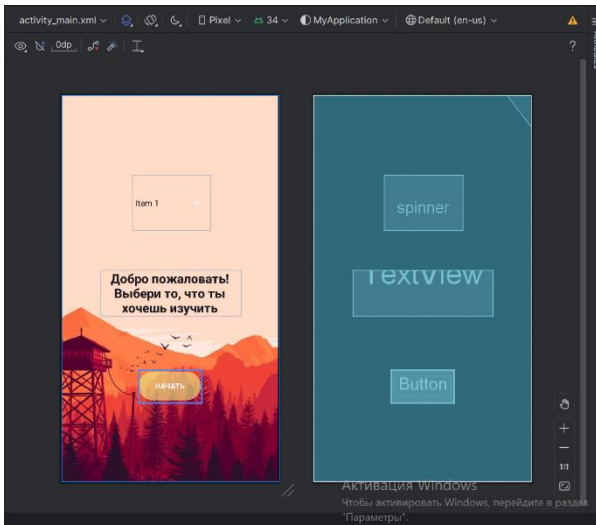 activity_main.xml Pixel 34 MyApplication Default (en-us)
0dp
?
Item 1
spinner
Добро пожаловать!
Выбери то, что ты
хочешь изучить
TextView
НАЧАТЬ
Button
1:1
Активация Windows
Чтобы активировать Windows, перейдите в раздел
"Параметры".